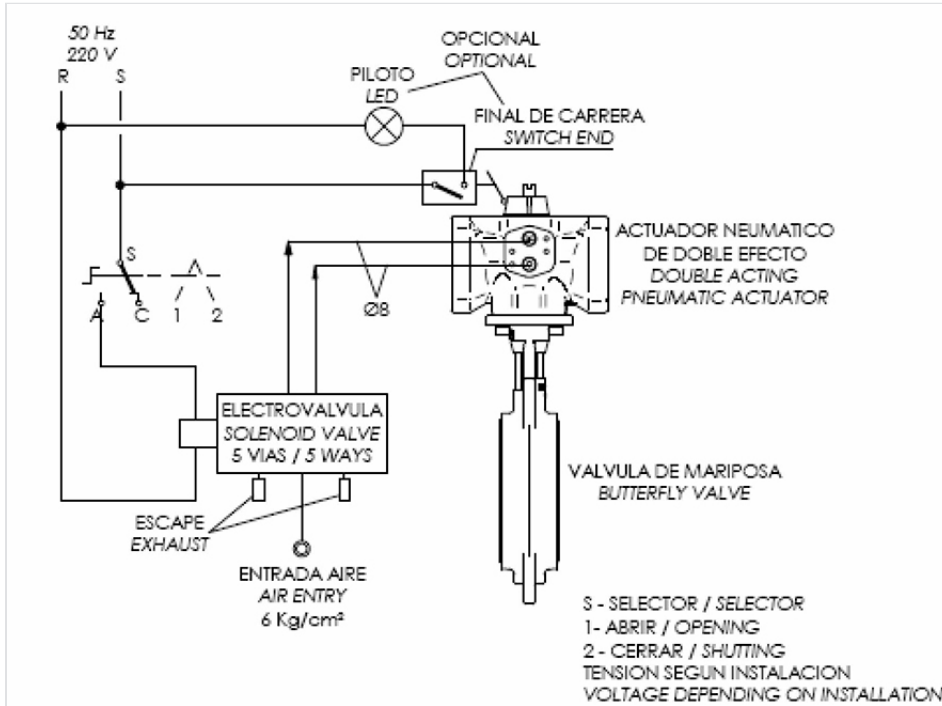 50 Hz
220 V
R S
OPCIONAL
OPTIONAL
PILOTO
LED
FINAL DE CARRERA
SWITCH END
ACTUADOR NEUMATICO
DE DOBLE EFECTO
DOUBLE ACTING
PNEUMATIC ACTUATOR
S
A C 1 2
Ø8
ELECTROVALVULA
SOLENOID VALVE
5 VIAS / 5 WAYS
VALVULA DE MARIPOSA
BUTTERFLY VALVE
ESCAPE
EXHAUST
ENTRADA AIRE
AIR ENTRY
6 Kg/cm²
S - SELECTOR / SELECTOR
1- ABRIR / OPENING
2 - CERRAR / SHUTTING
TENSION SEGUN INSTALACION
VOLTAGE DEPENDING ON INSTALLATION